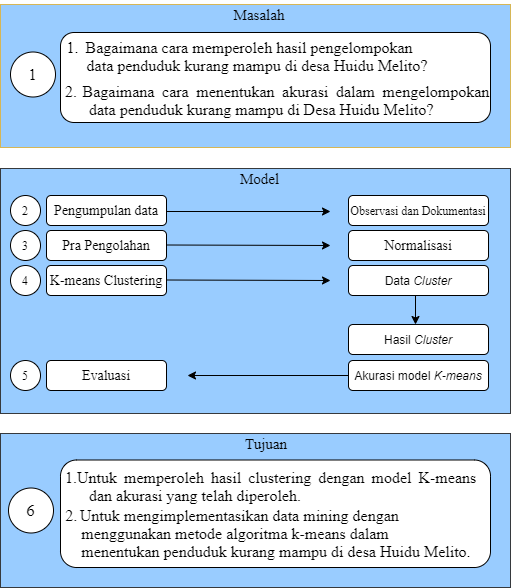 Masalah
1
1. Bagaimana cara memperoleh hasil pengelompokan
data penduduk kurang mampu di desa Huidu Melito?
2. Bagaimana cara menentukan akurasi dalam mengelompokan
data penduduk kurang mampu di Desa Huidu Melito?
Model
2 Pengumpulan data Observasi dan Dokumentasi
3 Pra Pengolahan Normalisasi
4 K-means Clustering Data Cluster
Hasil Cluster
5 Evaluasi Akurasi model K-means
Tujuan
6
1.Untuk memperoleh hasil clustering dengan model K-means
dan akurasi yang telah diperoleh.
2. Untuk mengimplementasikan data mining dengan
menggunakan metode algoritma k-means dalam
menentukan penduduk kurang mampu di desa Huidu Melito.